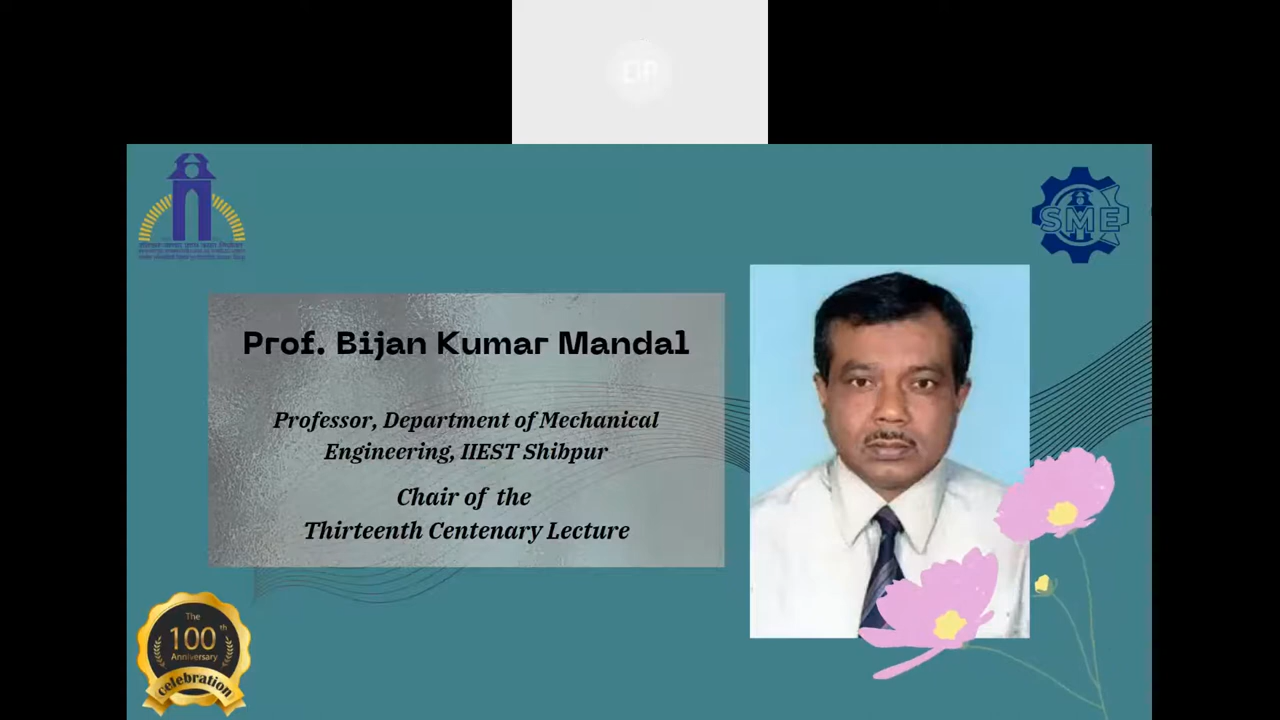 SME
Prof. Bijan Kumar Mandal
Professor, Department of Mechanical
Engineering, IIEST Shibpur
Chair of the
Thirteenth Centenary Lecture
The
100th
Anniversary
celebration